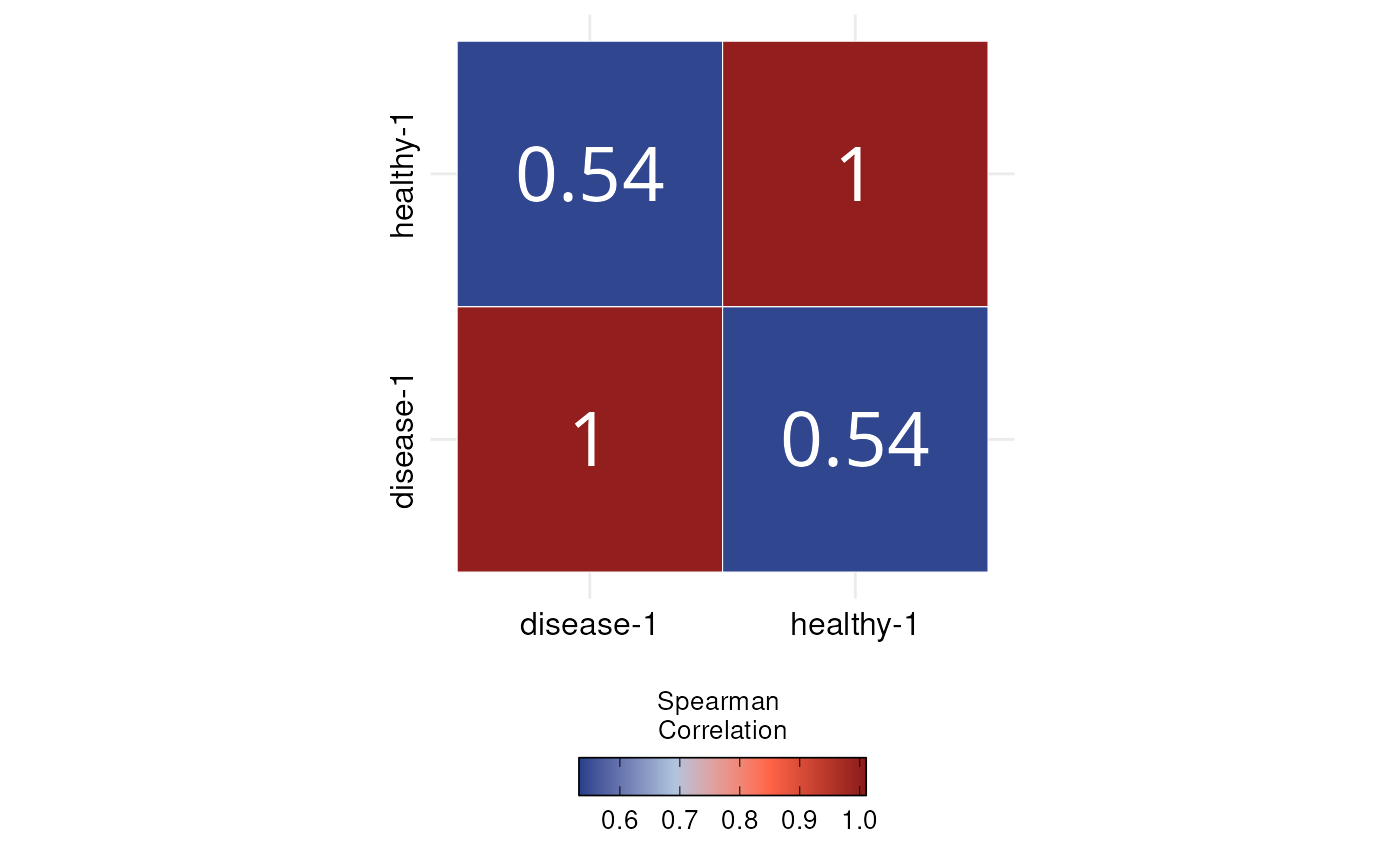 healthy-1
0.54 1
disease-1
1 0.54
disease-1 healthy-1
Spearman
Correlation
0.6 0.7 0.8 0.9 1.0